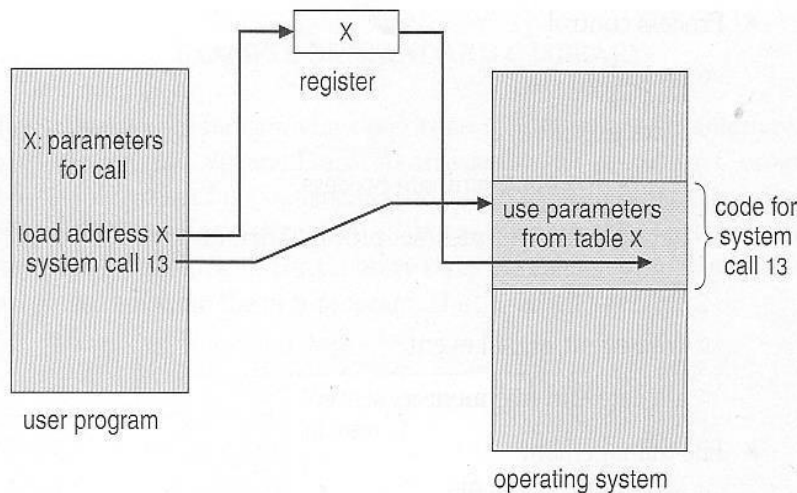 X
register
X: parameters
for call
load address X
system call 13
use parameters
from table X
code for
system
call 13
user program
operating system